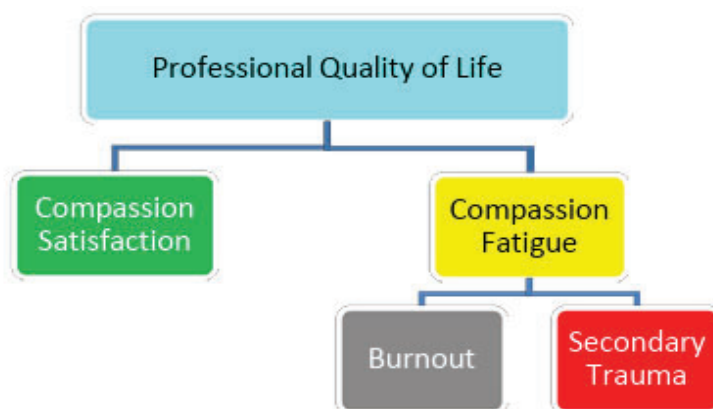 Professional Quality of Life
Compassion
Satisfaction
Compassion
Fatigue
Burnout
Secondary
Trauma